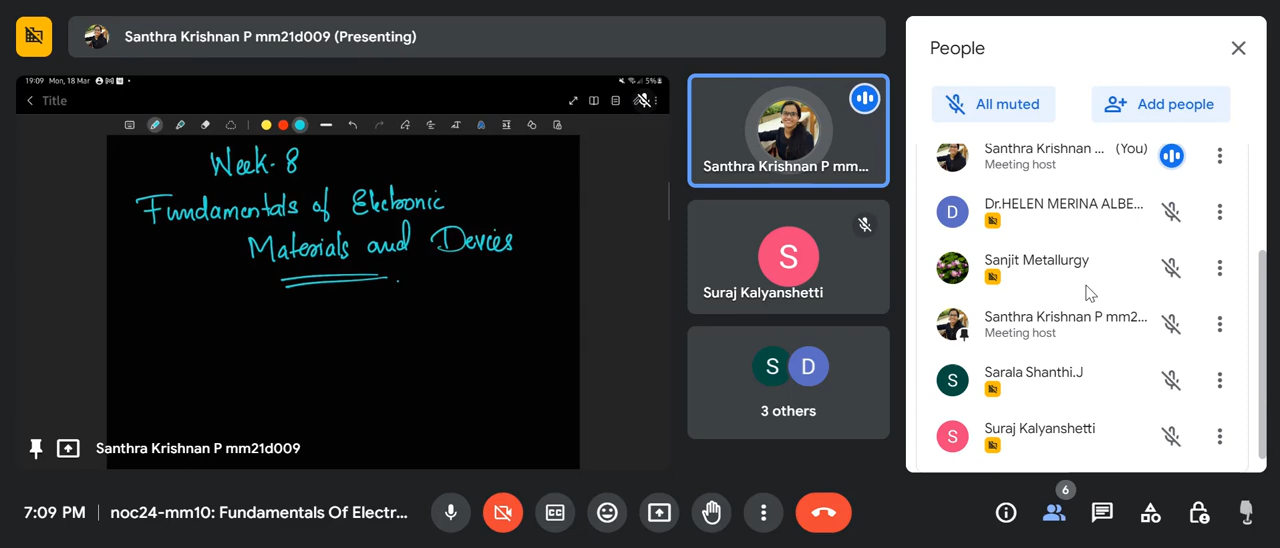 Santhra Krishnan P mm21d009 (Presenting)
19:09 Mon, 18 Mar
5%
Title
Week-8
Fundamentals of Electronic
Materials and Devices
Santhra Krishnan P mm21d009
Santhra Krishnan P mm...
S
Suraj Kalyanshetti
S D
3 others
People
All muted
Add people
Santhra Krishnan ... (You)
Meeting host
D
Dr.HELEN MERINA ALBE...
Sanjit Metallurgy
Santhra Krishnan P mm2...
Meeting host
S
Sarala Shanthi.J
S
Suraj Kalyanshetti
7:09 PM | noc24-mm10: Fundamentals Of Electr...
CC
6